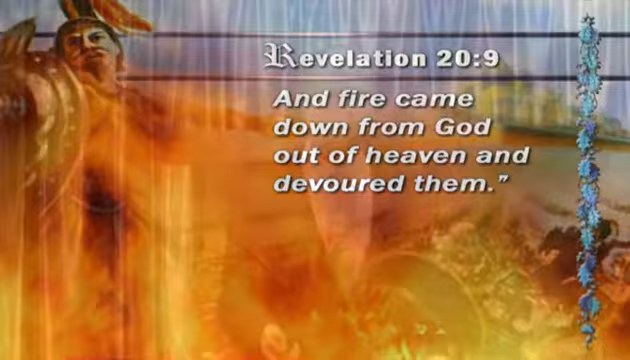 Revelation 20:9
And fire came
down from God
out of heaven and
devoured them.”